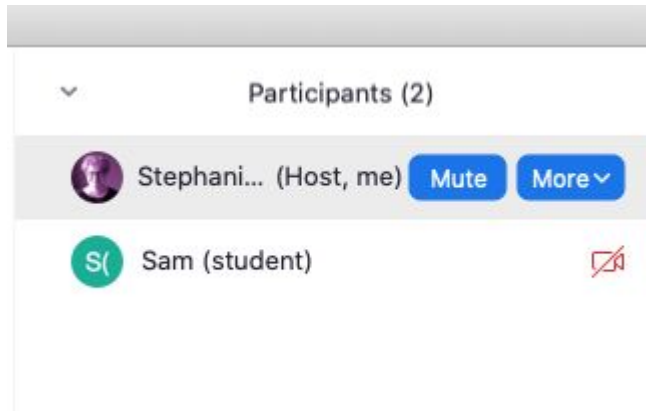 Participants (2)
Stephani... (Host, me) Mute More
S( Sam (student)